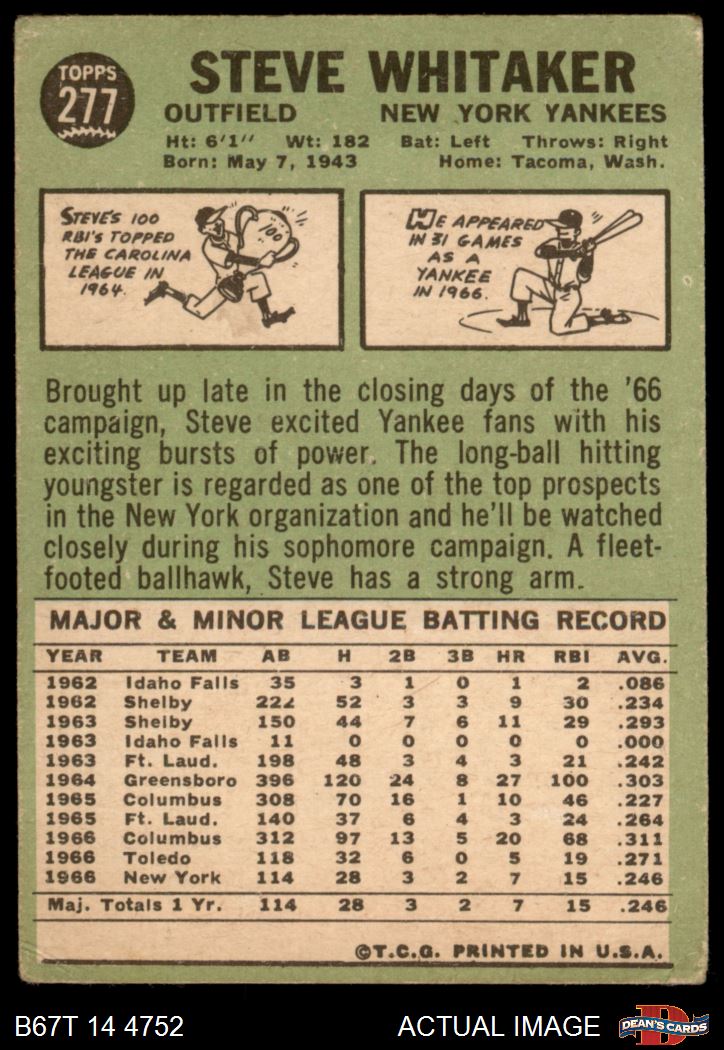 TOPPS
277
STEVE WHITAKER
OUTFIELD NEW YORK YANKEES
Ht: 6'1" Wt: 182 Bat: Left Throws: Right
Born: May 7, 1943 Home: Tacoma, Wash.
STEVE'S 100
RBI'S TOPPED
THE CAROLINA
LEAGUE IN
1964.
100
HE APPEARED
IN 31 GAMES
AS A
YANKEE
IN 1966.
Brought up late in the closing days of the '66
campaign, Steve excited Yankee fans with his
exciting bursts of power. The long-ball hitting
youngster is regarded as one of the top prospects
in the New York organization and he'll be watched
closely during his sophomore campaign. A fleet-
footed ballhawk, Steve has a strong arm.
MAJOR & MINOR LEAGUE BATTING RECORD
YEAR TEAM AB H 2B 3B HR RBI AVG.
1962 Idaho Falls 35 3 1 0 1 2 .086
1962 Shelby 222 52 3 3 9 30 .234
1963 Shelby 150 44 7 6 11 29 .293
1963 Idaho Falls 11 0 0 0 0 0 .000
1963 Ft. Laud. 198 48 3 4 3 21 .242
1964 Greensboro 396 120 24 8 27 100 .303
1965 Columbus 308 70 16 1 10 46 .227
1965 Ft. Laud. 140 37 6 4 3 24 .264
1966 Columbus 312 97 13 5 20 68 .311
1966 Toledo 118 32 6 0 5 19 .271
1966 New York 114 28 3 2 7 15 .246
Maj. Totals 1 Yr. 114 28 3 2 7 15 .246
©T.C.G. PRINTED IN U.S.A.
B67T 14 4752 ACTUAL IMAGE
D
DEAN'S CARDS